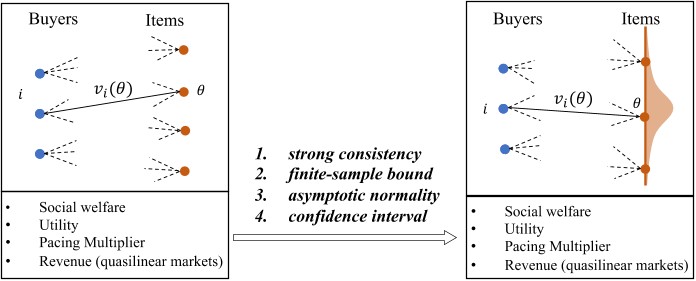 Buyers Items
i
v_i(θ)
θ
• Social welfare
• Utility
• Pacing Multiplier
• Revenue (quasilinear markets)
1. strong consistency
2. finite-sample bound
3. asymptotic normality
4. confidence interval
Buyers Items
i
v_i(θ)
θ
• Social welfare
• Utility
• Pacing Multiplier
• Revenue (quasilinear markets)